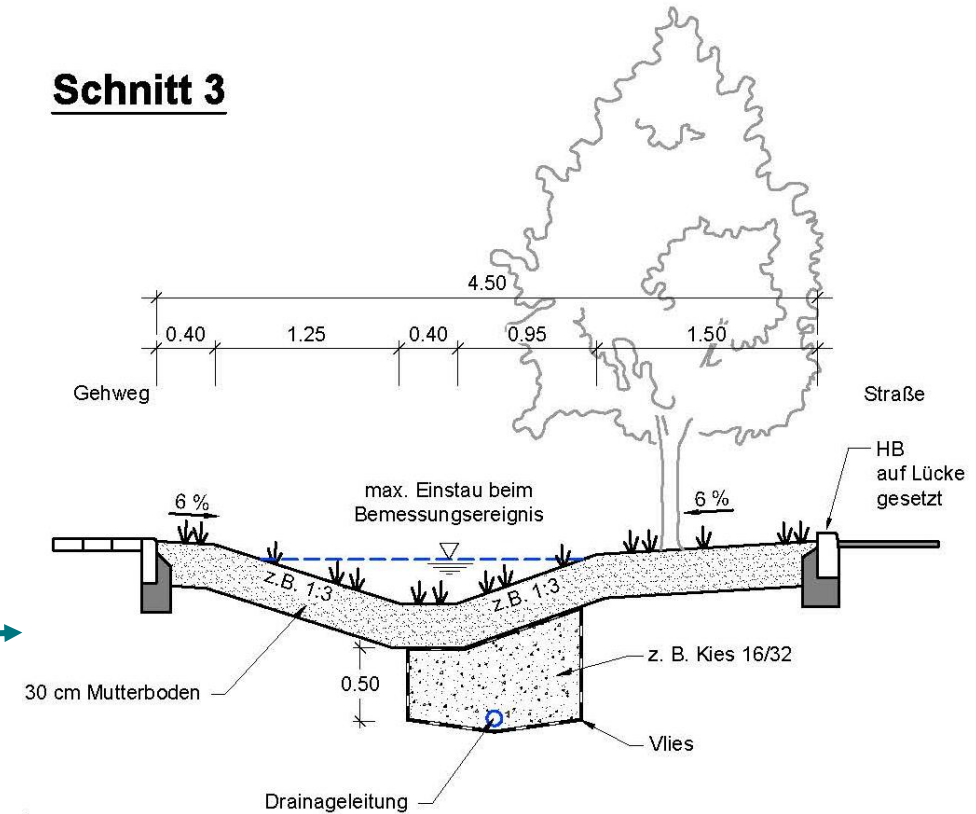 Schnitt 3
4.50
0.40 1.25 0.40 0.95 1.50
Gehweg
Straße
HB
auf Lücke
gesetzt
6 %
max. Einstau beim
Bemessungsereignis
6 %
z.B. 1:3
z.B. 1:3
30 cm Mutterboden
0.50
z. B. Kies 16/32
Vlies
Drainageleitung